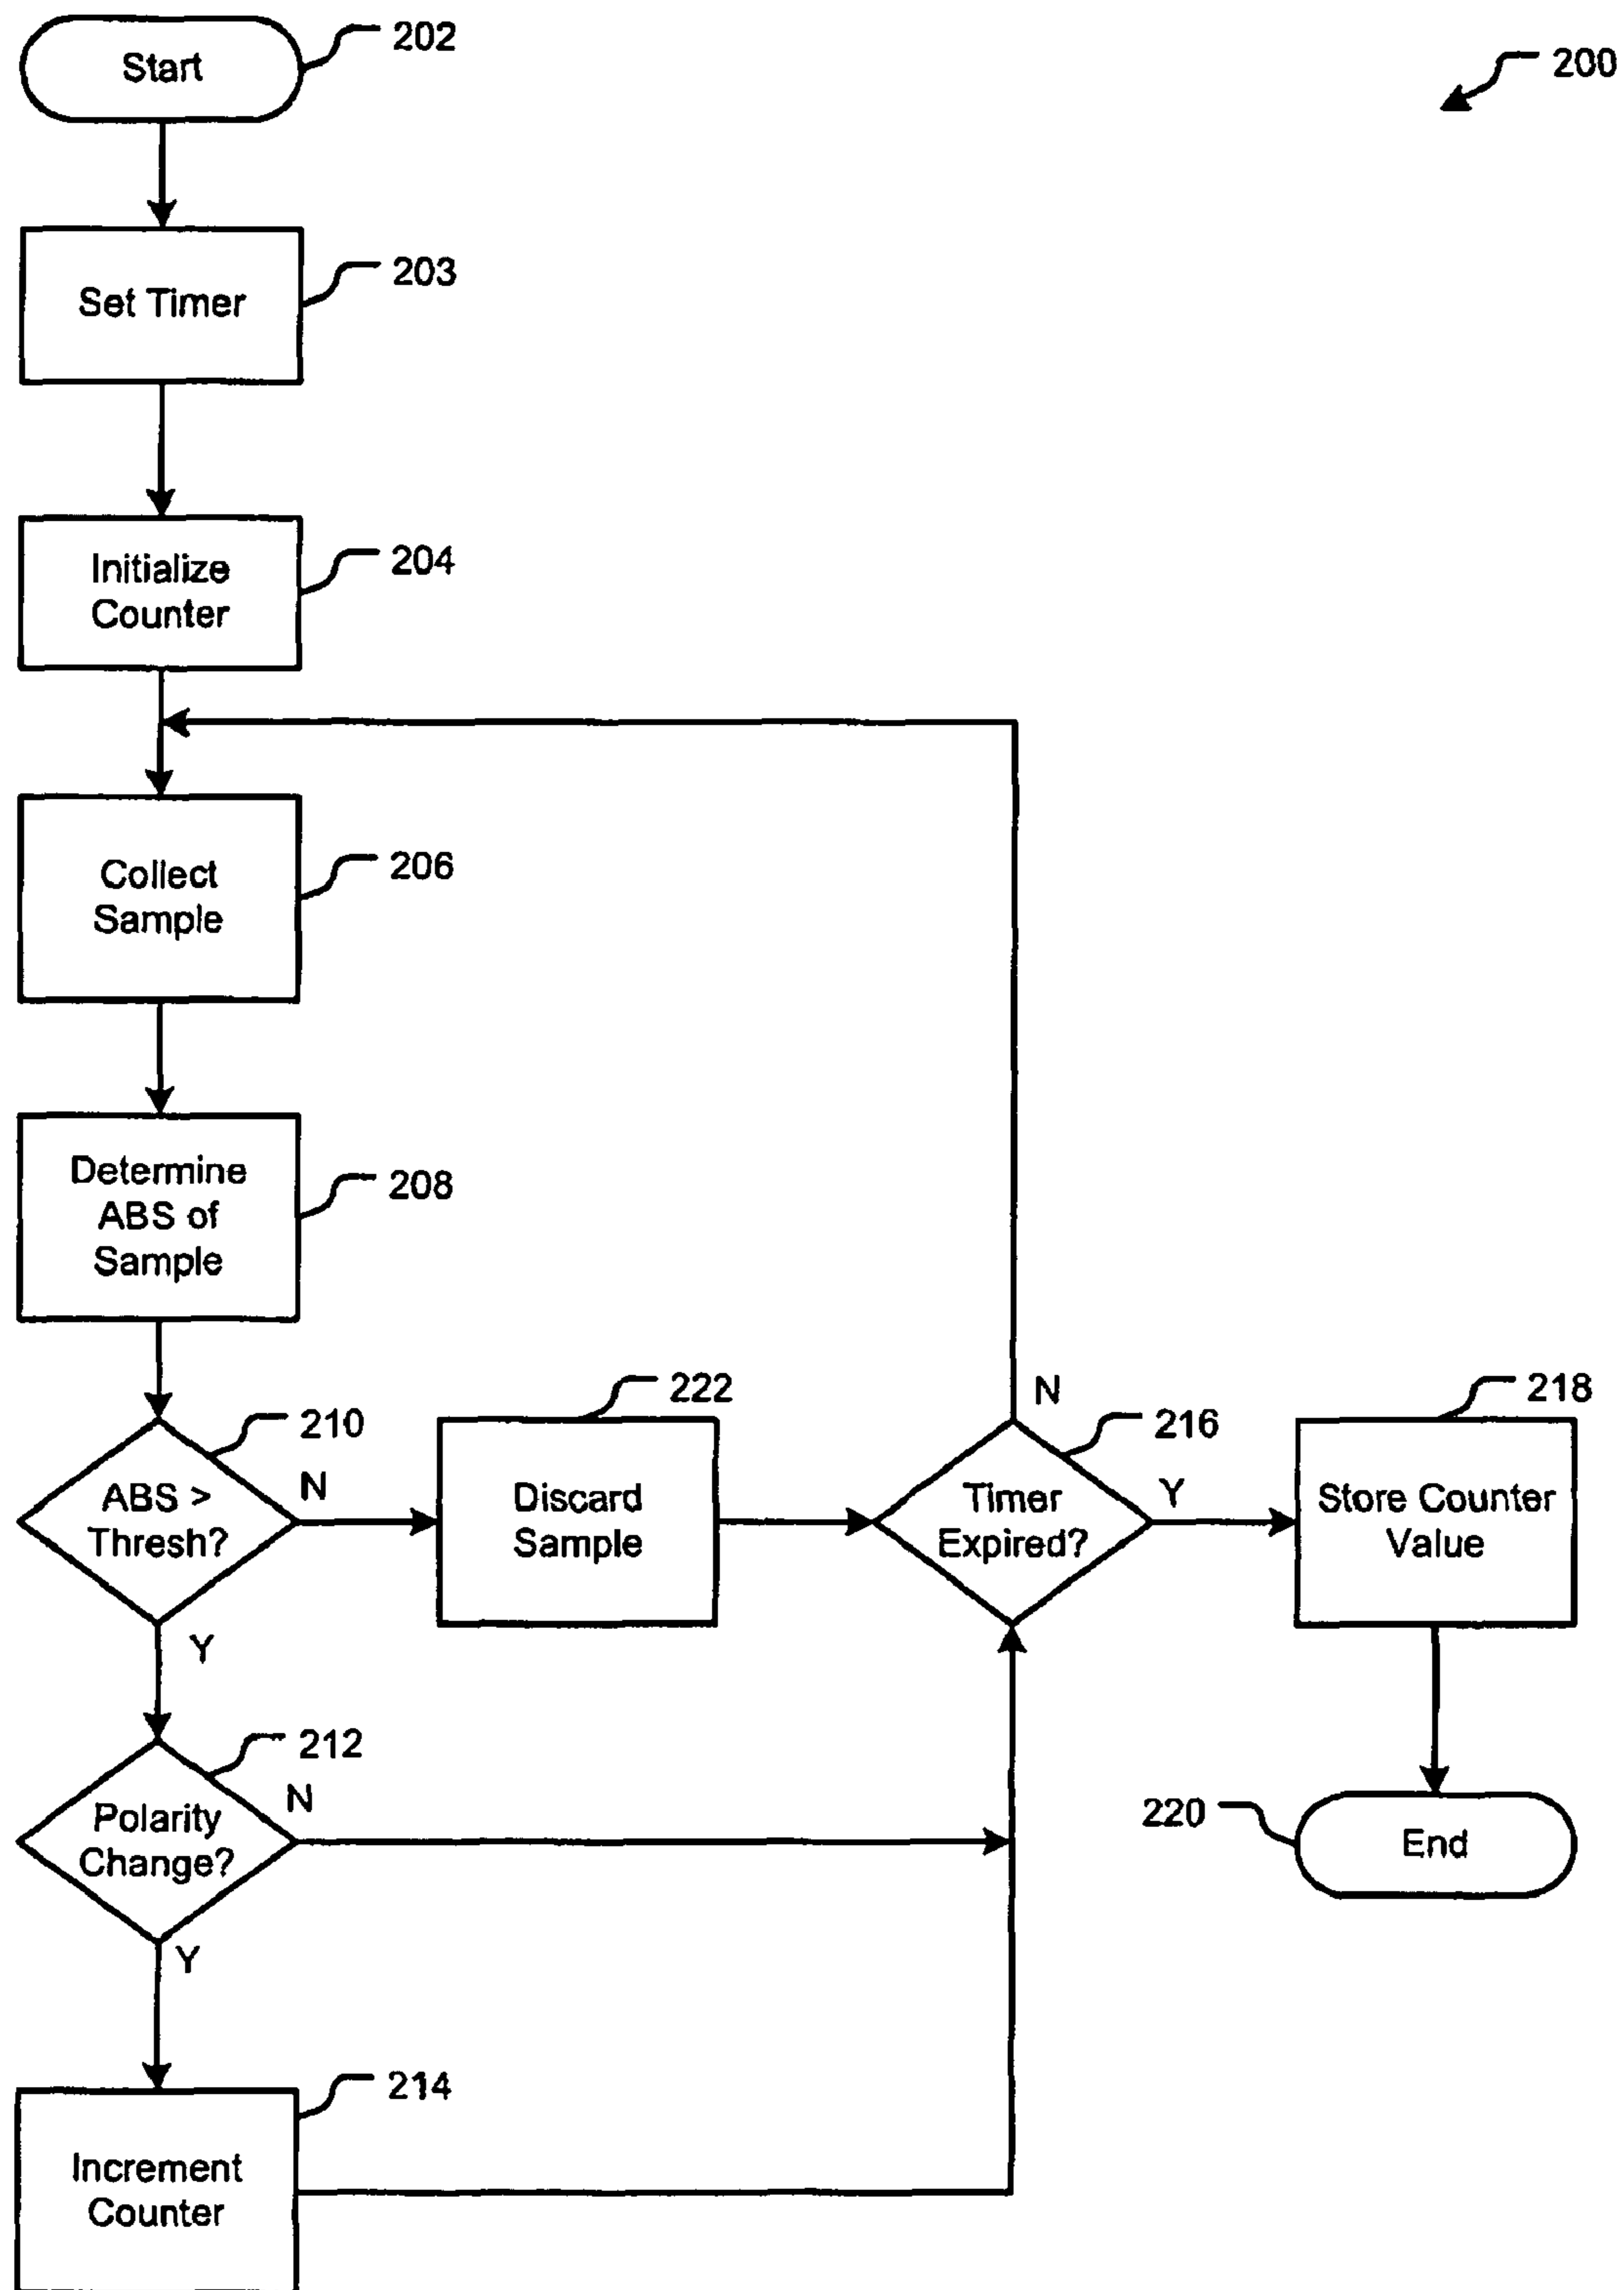 Start
202
200
Set Timer
203
Initialize
Counter
204
Collect
Sample
206
Determine
ABS of
Sample
208
ABS >
Thresh?
210
N
Y
Discard
Sample
222
Timer
Expired?
216
N
Y
Store Counter
Value
218
Polarity
Change?
212
N
Y
220
End
Increment
Counter
214